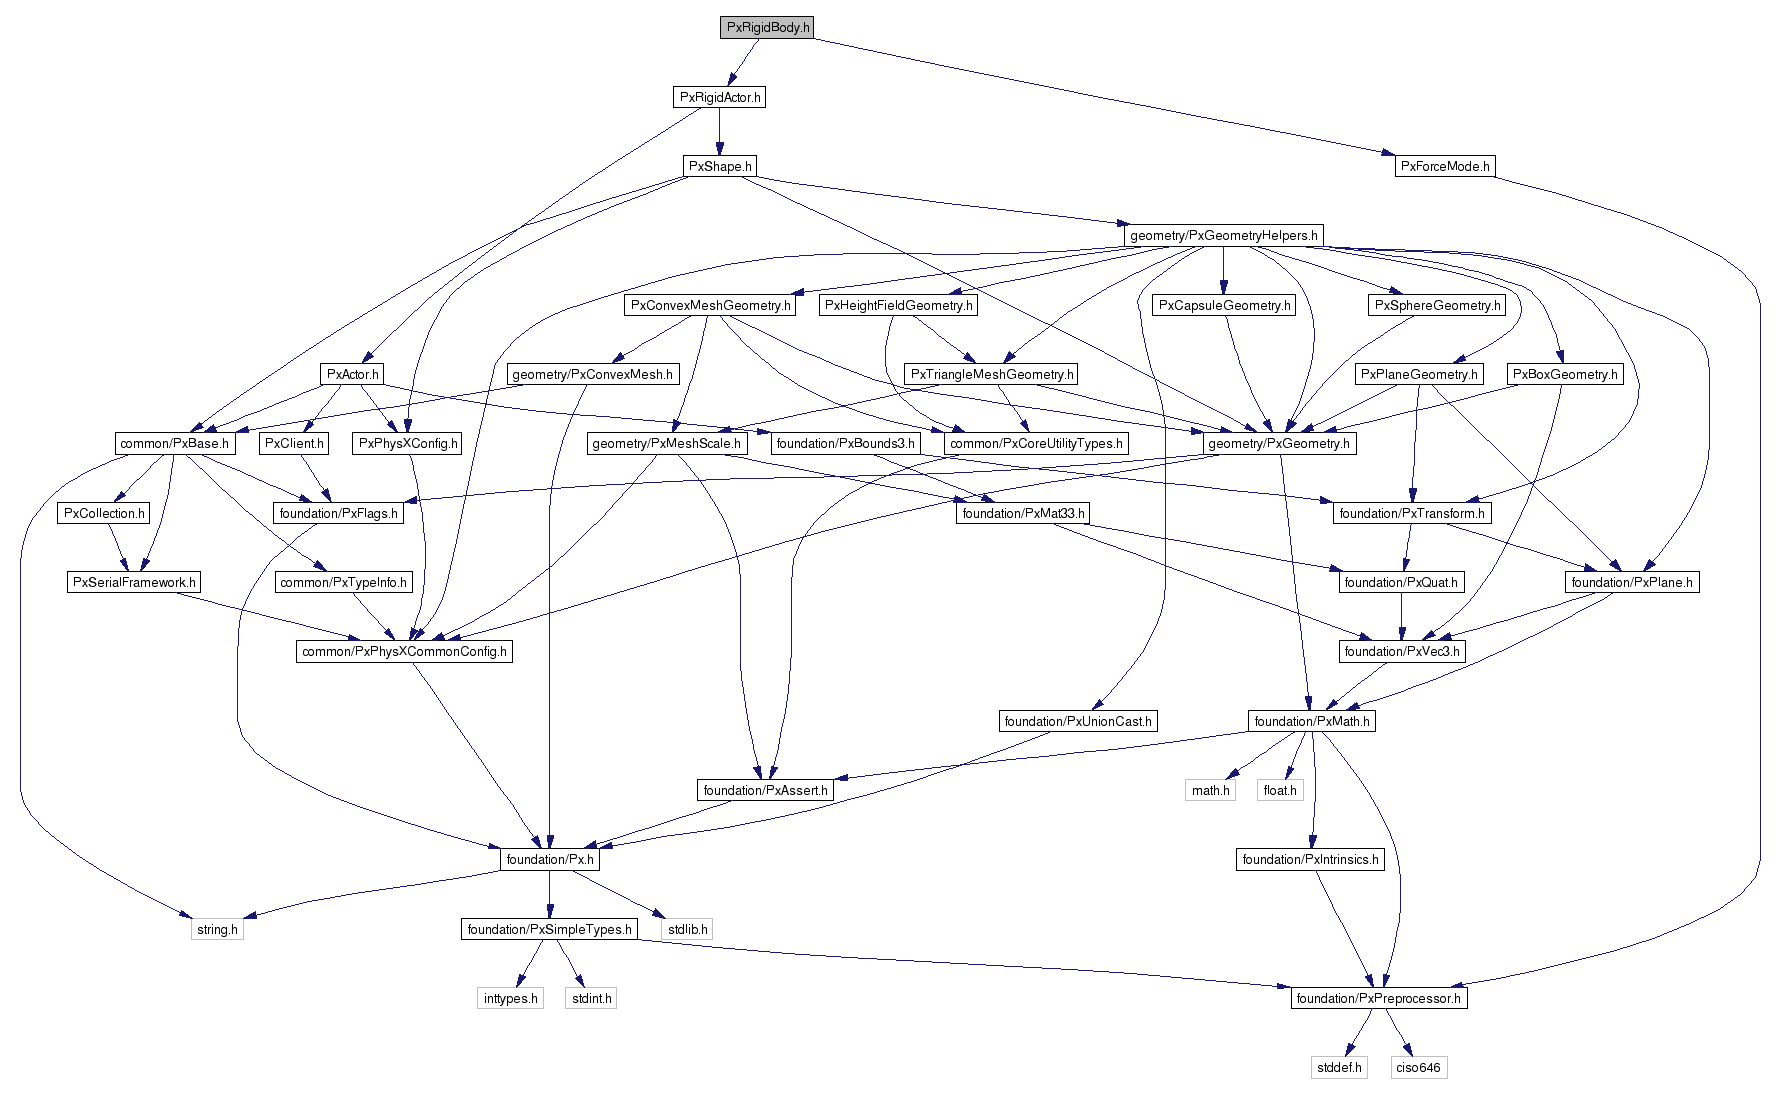 PxRigidBody.h
PxRigidActor.h
PxShape.h
PxForceMode.h
geometry/PxGeometryHelpers.h
PxConvexMeshGeometry.h
PxHeightFieldGeometry.h
PxCapsuleGeometry.h
PxSphereGeometry.h
PxActor.h
geometry/PxConvexMesh.h
PxTriangleMeshGeometry.h
PxPlaneGeometry.h
PxBoxGeometry.h
common/PxBase.h
PxClient.h
PxPhysXConfig.h
geometry/PxMeshScale.h
foundation/PxBounds3.h
common/PxCoreUtilityTypes.h
geometry/PxGeometry.h
PxCollection.h
foundation/PxFlags.h
foundation/PxMat33.h
foundation/PxTransform.h
PxSerialFramework.h
common/PxTypeInfo.h
foundation/PxQuat.h
foundation/PxPlane.h
common/PxPhysXCommonConfig.h
foundation/PxVec3.h
foundation/PxUnionCast.h
foundation/PxMath.h
foundation/PxAssert.h
math.h
float.h
foundation/Px.h
foundation/PxIntrinsics.h
string.h
foundation/PxSimpleTypes.h
stdlib.h
inttypes.h
stdint.h
foundation/PxPreprocessor.h
stddef.h
ciso646